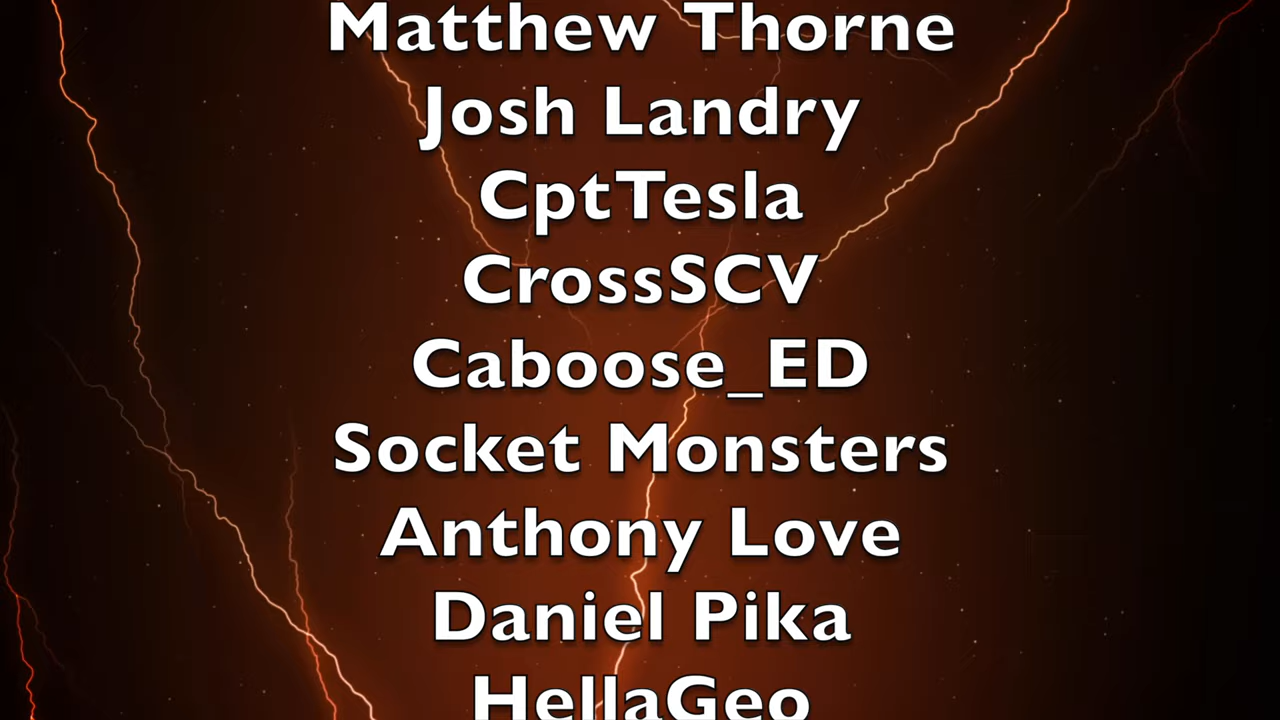 Matthew Thorne
Josh Landry
CptTesla
CrossSCV
Caboose_ED
Socket Monsters
Anthony Love
Daniel Pika
HellaGeo